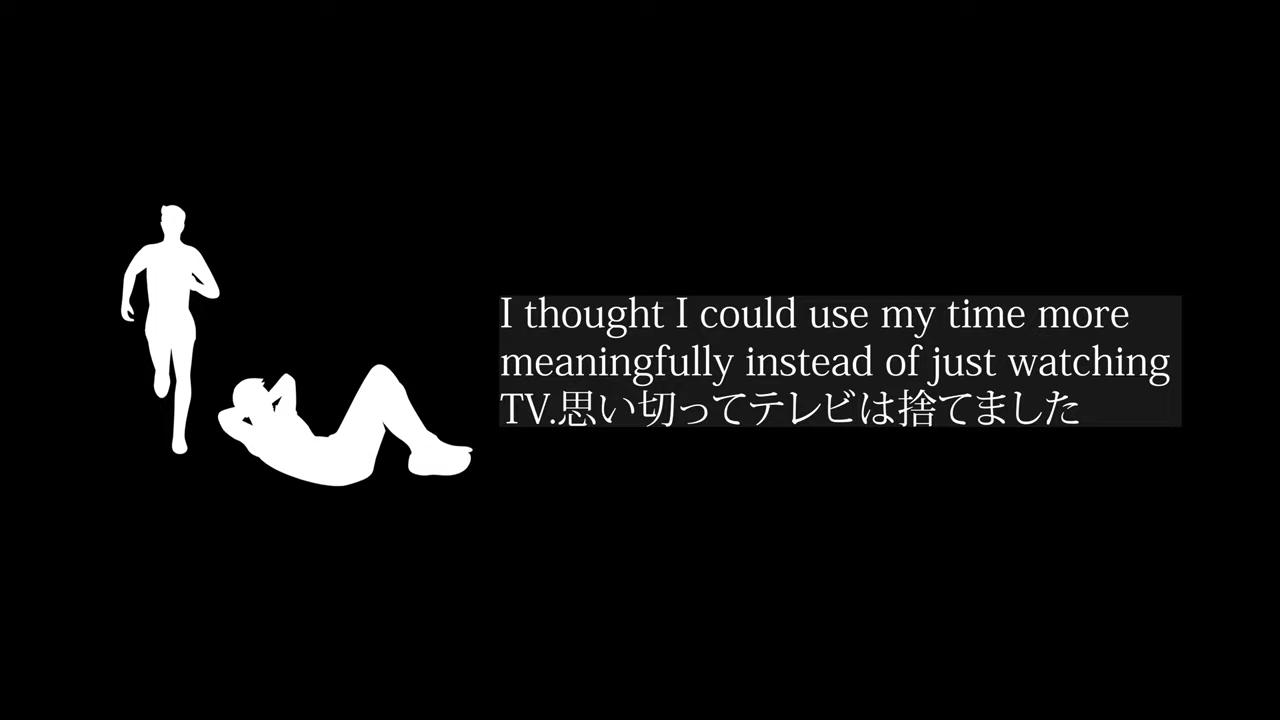 I thought I could use my time more
meaningfully instead of just watching
TV.思い切ってテレビは捨てました